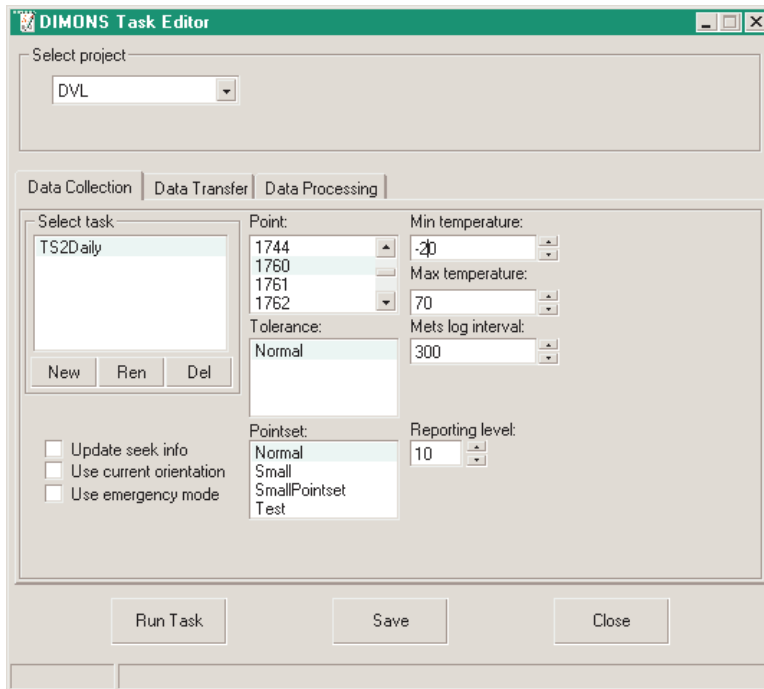 DIMONS Task Editor
Select project
DVL
Data Collection
Data Transfer
Data Processing
Select task
TS2Daily
New
Ren
Del
Update seek info
Use current orientation
Use emergency mode
Point:
1744
1760
1761
1762
Tolerance:
Normal
Pointset:
Normal
Small
SmallPointset
Test
Min temperature:
-20
Max temperature:
70
Mets log interval:
300
Reporting level:
10
Run Task
Save
Close